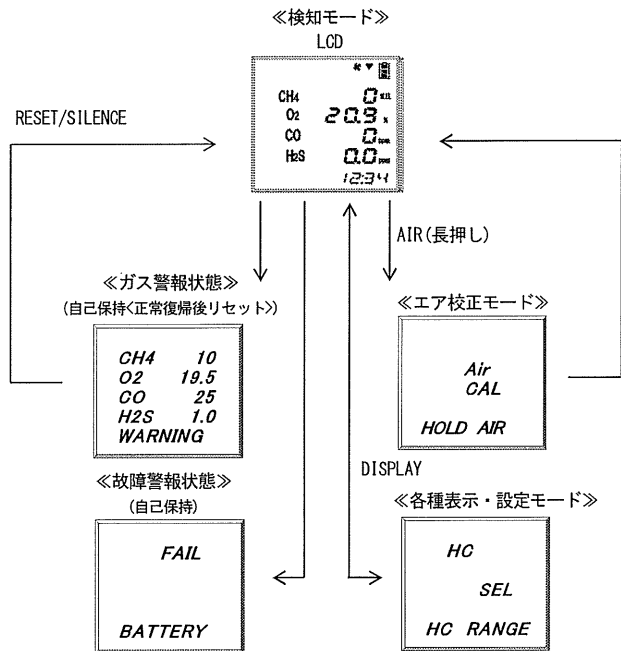 ≪検知モード≫
LCD
CH4 0 %LEL
O2 20.9 %
CO 0 ppm
H2S 0.0 ppm
12:34
RESET/SILENCE
AIR(長押し)
≪ガス警報状態≫
(自己保持<正常復帰後リセット>)
CH4 10
O2 19.5
CO 25
H2S 1.0
WARNING
≪エア校正モード≫
Air
CAL
HOLD AIR
DISPLAY
≪故障警報状態≫
(自己保持)
FAIL
BATTERY
≪各種表示・設定モード≫
HC
SEL
HC RANGE